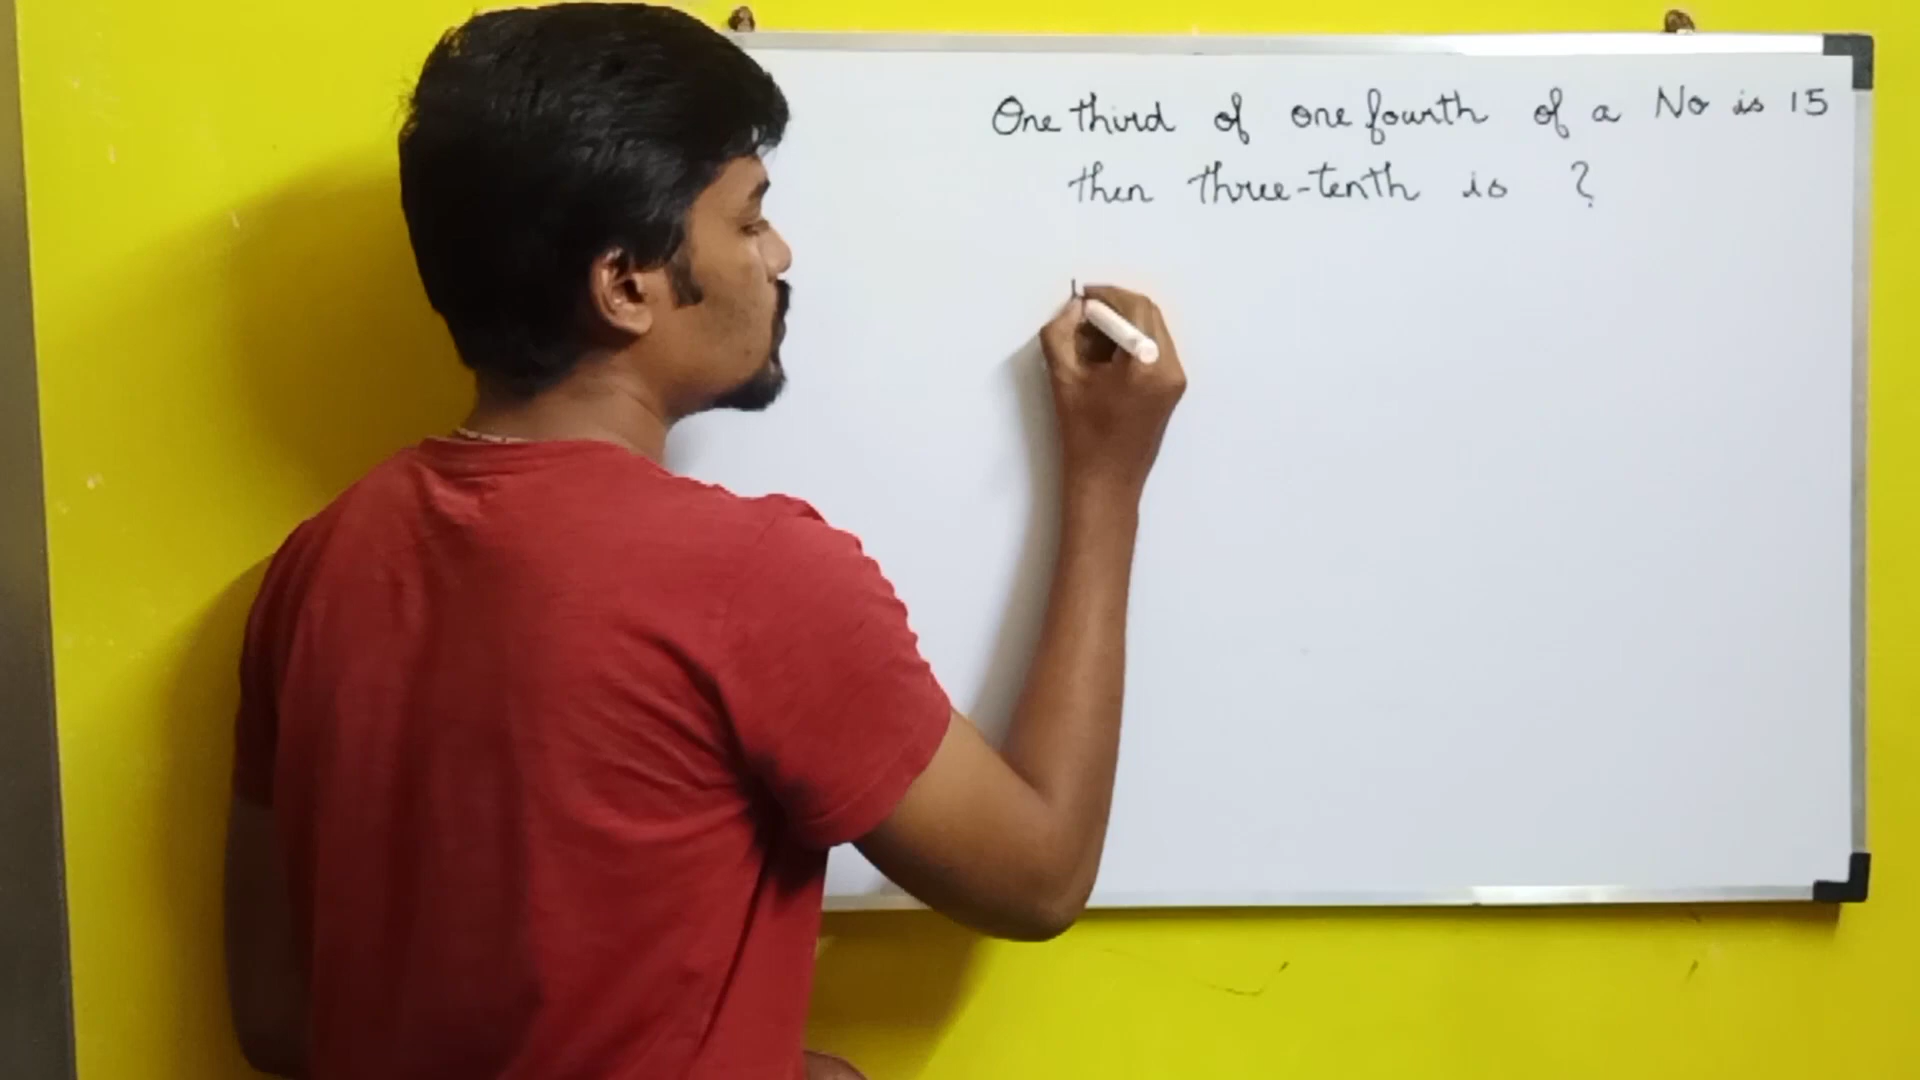 One third of one fourth of a No is 15
then three-tenth is ?